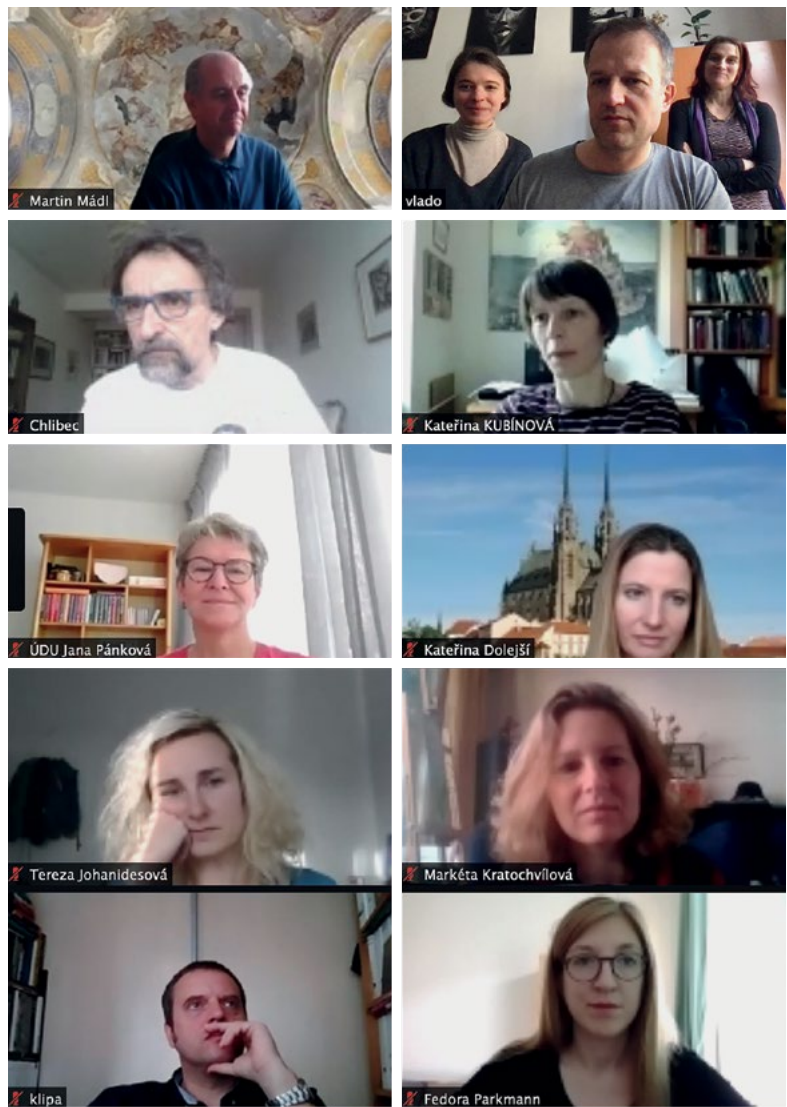 Martin Mádl
vlado
Chlibec
Kateřina KUBÍNOVÁ
ÚDU Jana Pánková
Kateřina Dolejší
Tereza Johanidesová
Markéta Kratochvílová
klipa
Fedora Parkmann